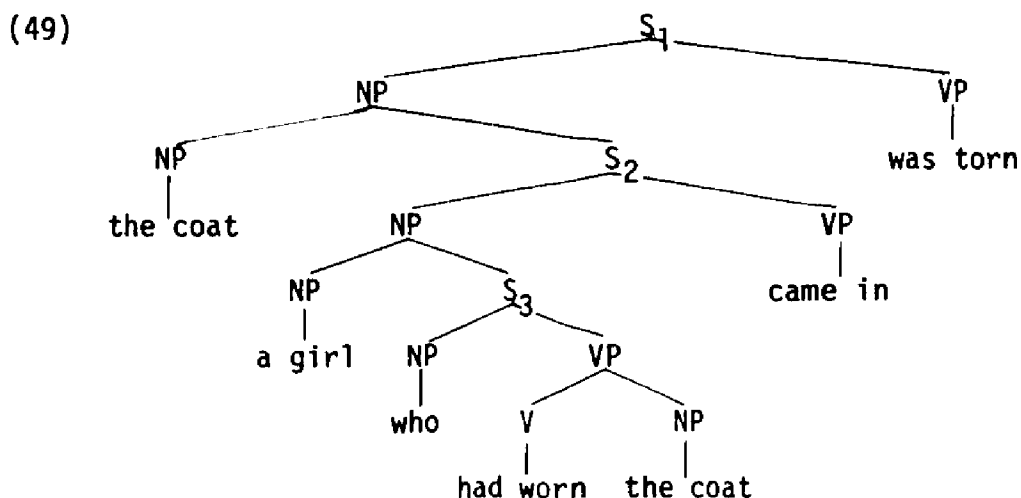 (49)
S1
NP VP
NP S2 was torn
the coat NP VP
NP S3 came in
a girl NP VP
who V NP
had worn the coat